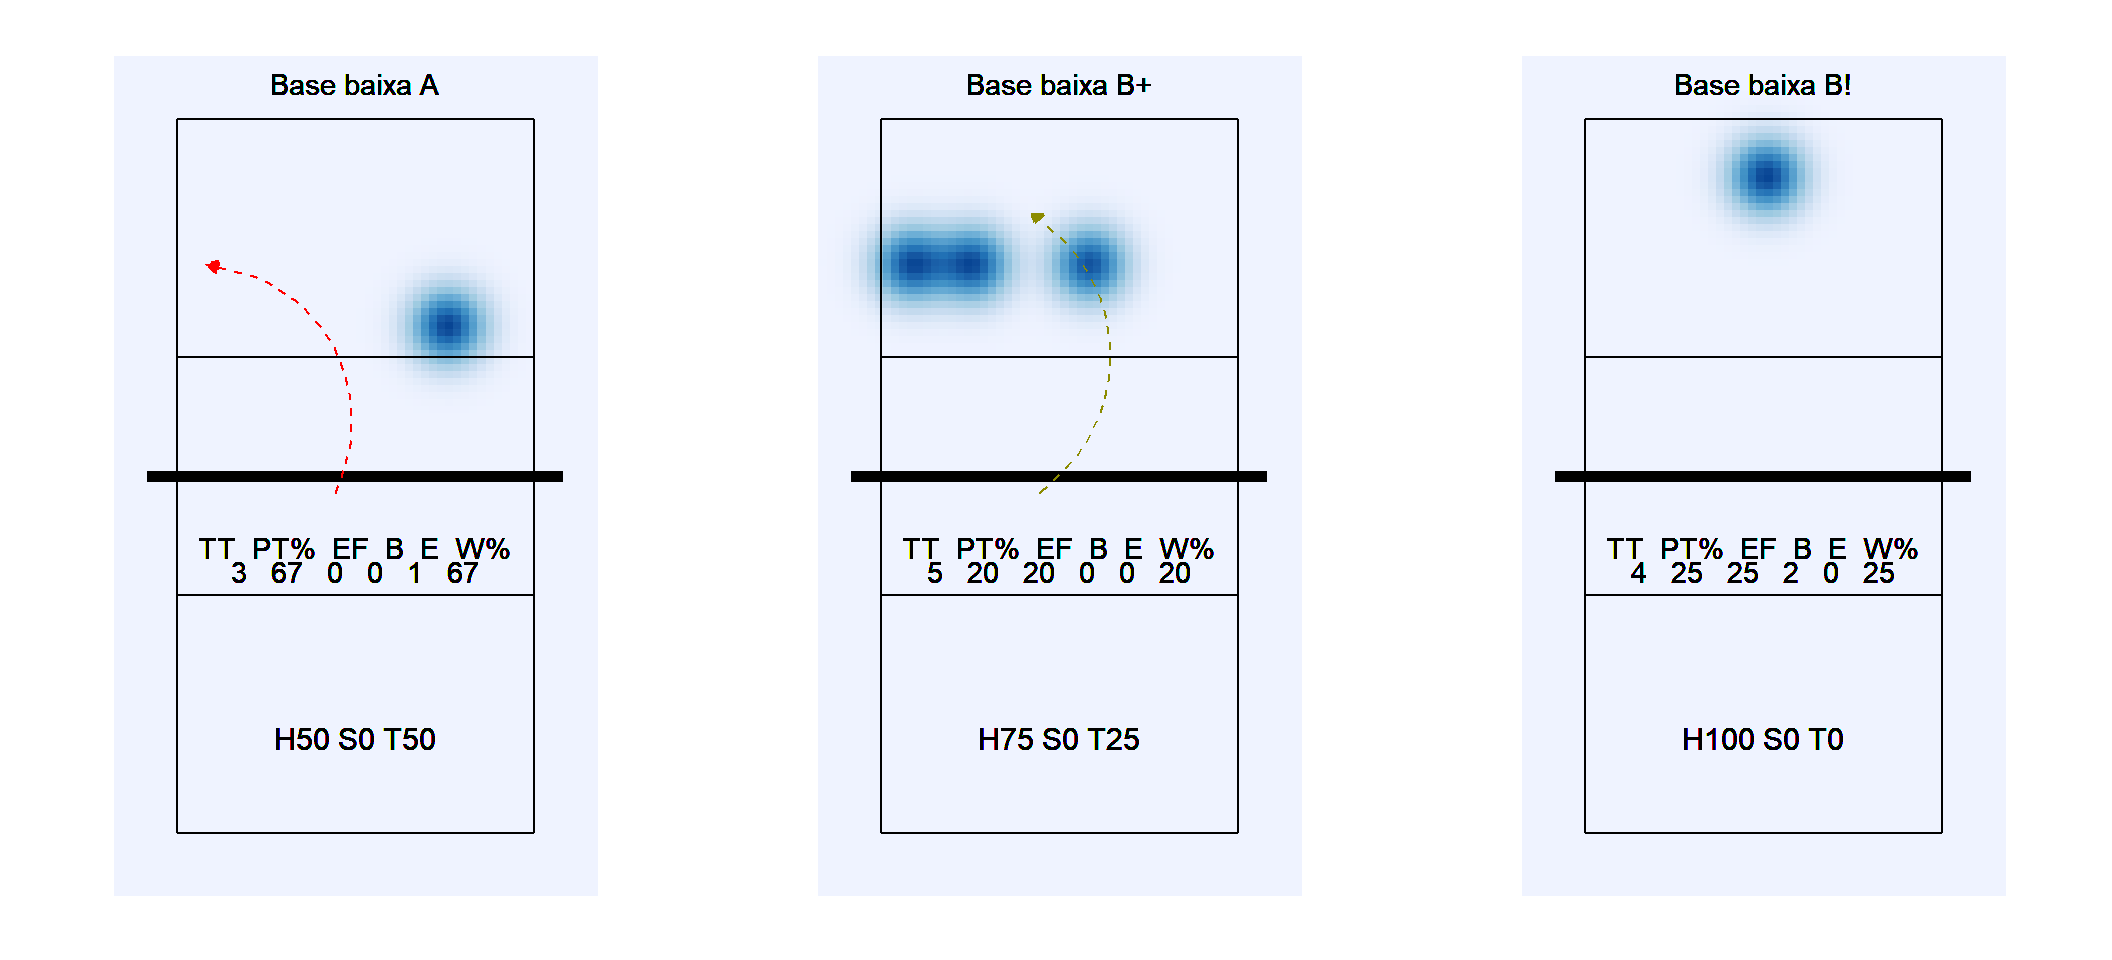 Base baixa A
TT PT% EF B E W%
3 67 0 0 1 67
H50 S0 T50
Base baixa B+
TT PT% EF B E W%
5 20 20 0 0 20
H75 S0 T25
Base baixa B!
TT PT% EF B E W%
4 25 25 2 0 25
H100 S0 T0